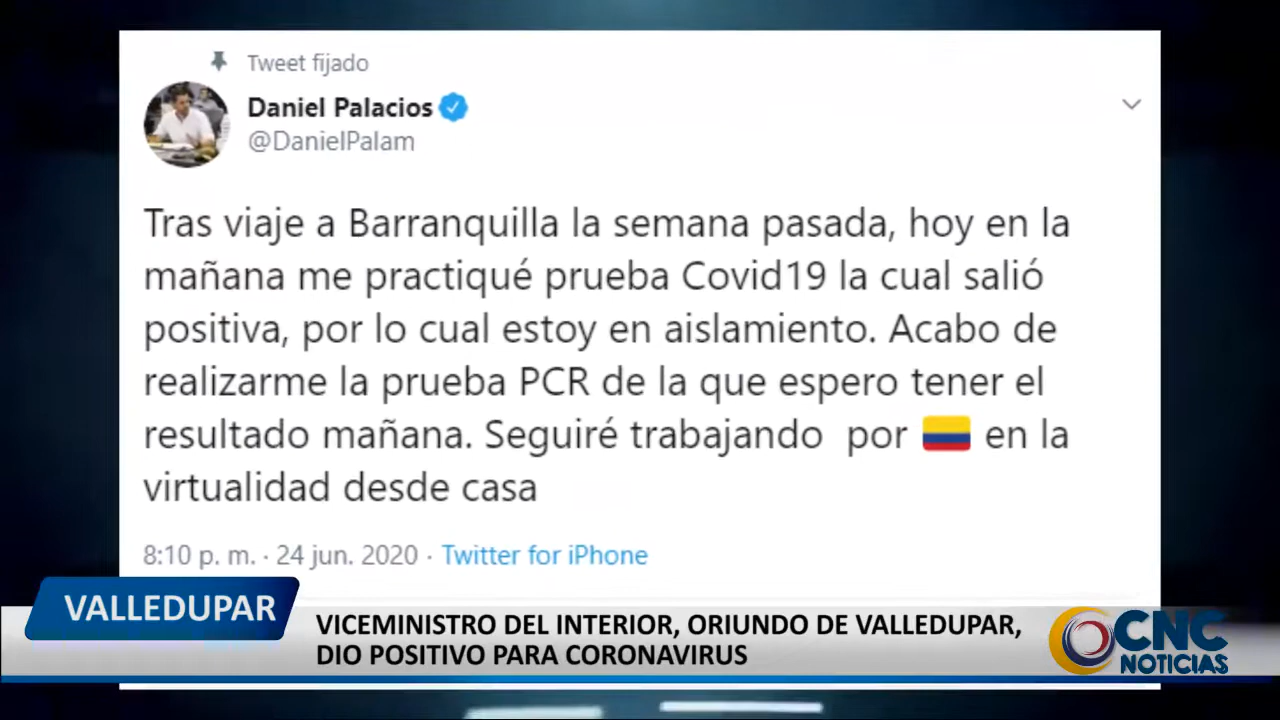 Tweet fijado
Daniel Palacios
@DanielPalam
Tras viaje a Barranquilla la semana pasada, hoy en la
mañana me practiqué prueba Covid19 la cual salió
positiva, por lo cual estoy en aislamiento. Acabo de
realizarme la prueba PCR de la que espero tener el
resultado mañana. Seguiré trabajando por 🇨🇴 en la
virtualidad desde casa
8:10 p. m. · 24 jun. 2020 · Twitter for iPhone
VALLEDUPAR
VICEMINISTRO DEL INTERIOR, ORIUNDO DE VALLEDUPAR,
DIO POSITIVO PARA CORONAVIRUS
CNC
NOTICIAS